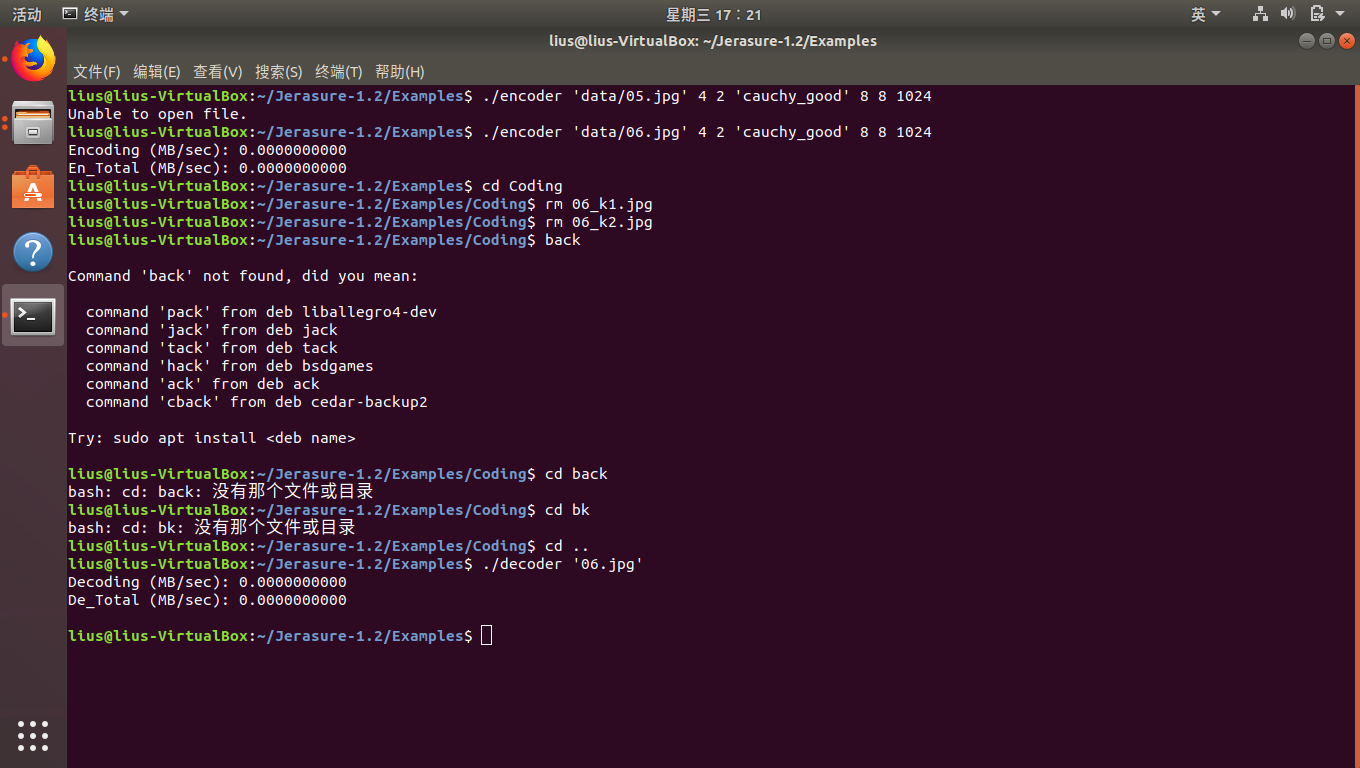 活动 终端 星期三 17：21 英
lius@lius-VirtualBox: ~/Jerasure-1.2/Examples
文件(F) 编辑(E) 查看(V) 搜索(S) 终端(T) 帮助(H)
lius@lius-VirtualBox:~/Jerasure-1.2/Examples$ ./encoder 'data/05.jpg' 4 2 'cauchy_good' 8 8 1024
Unable to open file.
lius@lius-VirtualBox:~/Jerasure-1.2/Examples$ ./encoder 'data/06.jpg' 4 2 'cauchy_good' 8 8 1024
Encoding (MB/sec): 0.0000000000
En_Total (MB/sec): 0.0000000000
lius@lius-VirtualBox:~/Jerasure-1.2/Examples$ cd Coding
lius@lius-VirtualBox:~/Jerasure-1.2/Examples/Coding$ rm 06_k1.jpg
lius@lius-VirtualBox:~/Jerasure-1.2/Examples/Coding$ rm 06_k2.jpg
lius@lius-VirtualBox:~/Jerasure-1.2/Examples/Coding$ back
Command 'back' not found, did you mean:
command 'pack' from deb liballegro4-dev
command 'jack' from deb jack
command 'tack' from deb tack
command 'hack' from deb bsdgames
command 'ack' from deb ack
command 'cback' from deb cedar-backup2
Try: sudo apt install <deb name>
lius@lius-VirtualBox:~/Jerasure-1.2/Examples/Coding$ cd back
bash: cd: back: 没有那个文件或目录
lius@lius-VirtualBox:~/Jerasure-1.2/Examples/Coding$ cd bk
bash: cd: bk: 没有那个文件或目录
lius@lius-VirtualBox:~/Jerasure-1.2/Examples/Coding$ cd ..
lius@lius-VirtualBox:~/Jerasure-1.2/Examples$ ./decoder '06.jpg'
Decoding (MB/sec): 0.0000000000
De_Total (MB/sec): 0.0000000000
lius@lius-VirtualBox:~/Jerasure-1.2/Examples$